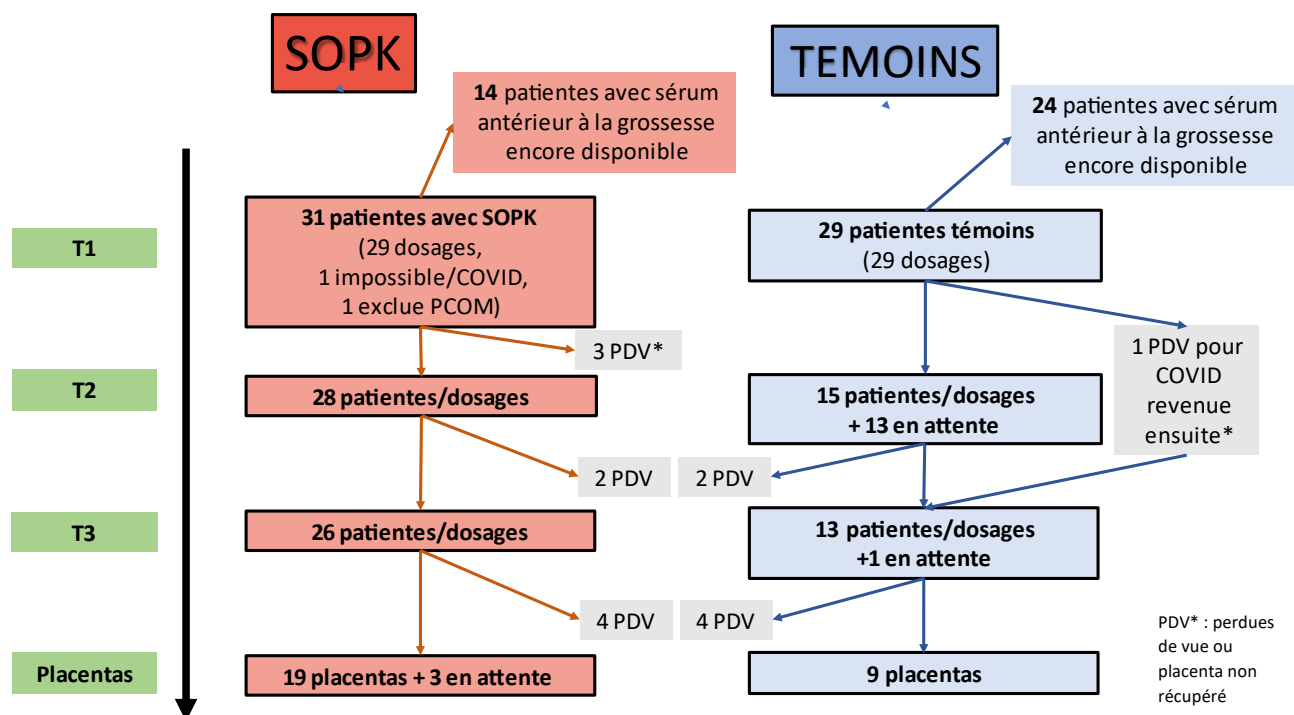 SOPK
TEMOINS
14 patientes avec sérum
antérieur à la grossesse
encore disponible
24 patientes avec sérum
antérieur à la grossesse
encore disponible
T1
31 patientes avec SOPK
(29 dosages,
1 impossible/COVID,
1 exclue PCOM)
29 patientes témoins
(29 dosages)
3 PDV*
1 PDV pour
COVID
revenue
ensuite*
T2
28 patientes/dosages
15 patientes/dosages
+ 13 en attente
2 PDV
2 PDV
T3
26 patientes/dosages
13 patientes/dosages
+1 en attente
4 PDV
4 PDV
Placentas
19 placentas + 3 en attente
9 placentas
PDV* : perdues
de vue ou
placenta non
récupéré